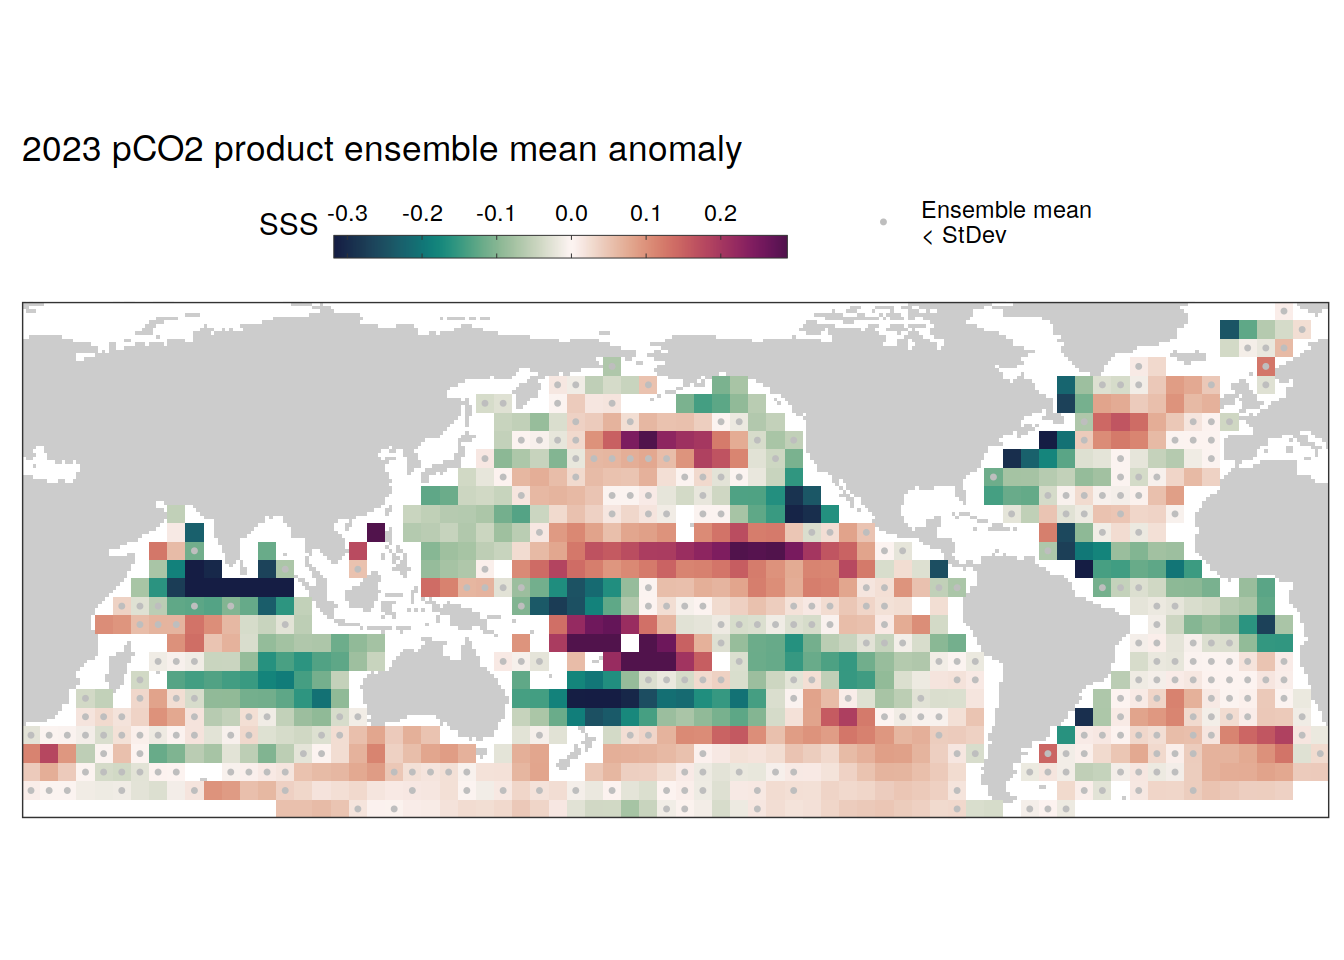 2023 pCO2 product ensemble mean anomaly
SSS
-0.3 -0.2 -0.1 0.0 0.1 0.2
Ensemble mean
< StDev